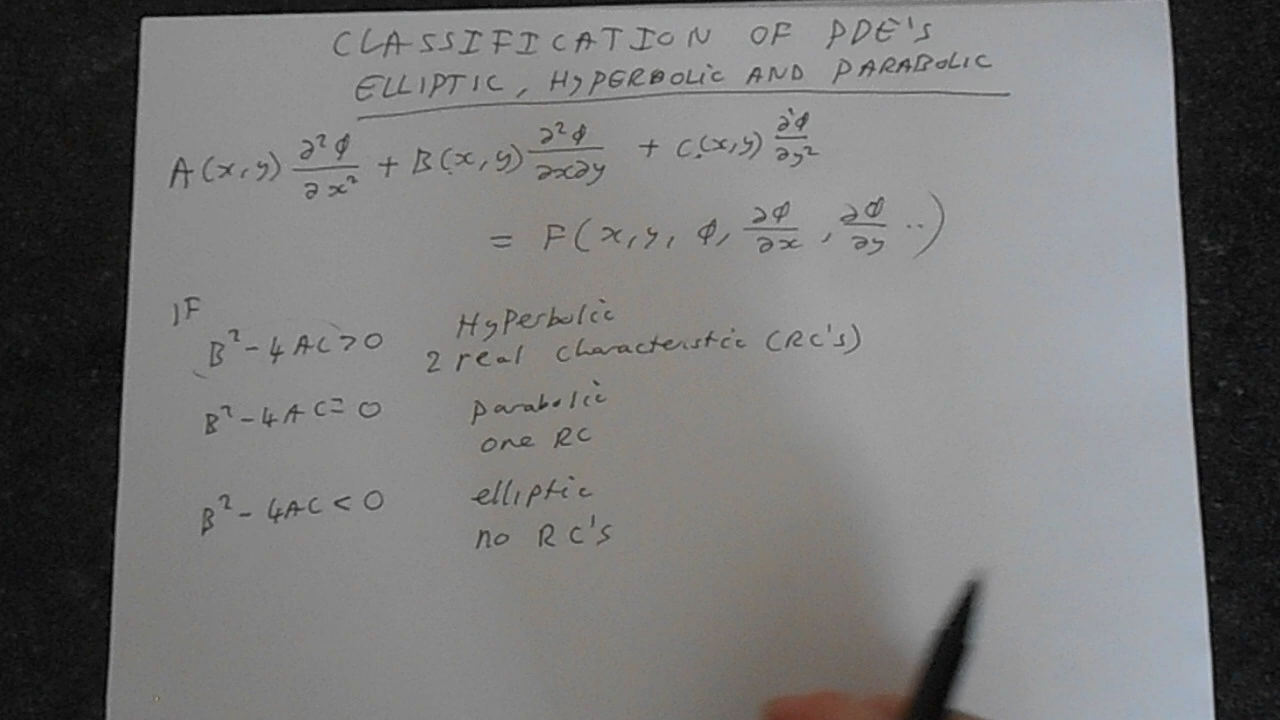 CLASSIFICATION OF PDE's
ELLIPTIC, HyPERBOLic AND PARABOLIC
A(x,y) ∂²ϕ/∂x² + B(x,y) ∂²ϕ/∂x∂y + C(x,y) ∂²ϕ/∂y²
= F(x,y, ϕ, ∂ϕ/∂x, ∂ϕ/∂y ..)
IF
B²-4AC>0 HyPerbolic
2 real characteristic (RC's)
B²-4AC=0 parabolic
one RC
B²-4AC<0 elliptic
no RC's